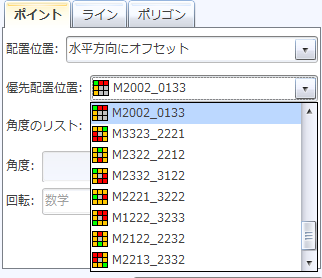 ポイント ライン ポリゴン
配置位置: 水平方向にオフセット
優先配置位置: M2002_0133
M2002_0133
角度のリスト: M3323_2221
M2322_2212
角度: M2332_3122
M2221_3222
回転: 数学 M1222_3233
M2122_2232
M2213_2332